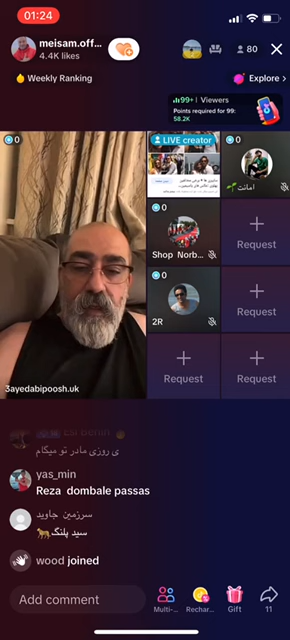 01:24
meisam.off...
4.4K likes
80
Weekly Ranking
Explore >
99+ | Viewers
Points required for 99:
58.2K
0
LIVE creator
0
امانت🌱
0
Shop Norb...
Request
0
2R
Request
3ayedabipoosh.uk
Request
Request
ی روزی مادر تو میگام
yas_min
Reza dombale passas
سرزمین جاوید
سید پلنگ🐆
wood joined
Add comment
Multi-...
Rechar...
Gift
11